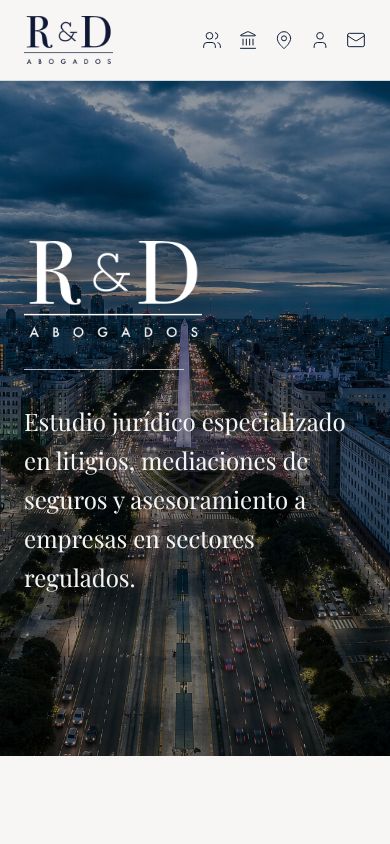 R&D
ABOGADOS
R&D
ABOGADOS
Estudio jurídico especializado
en litigios, mediaciones de
seguros y asesoramiento a
empresas en sectores
regulados.